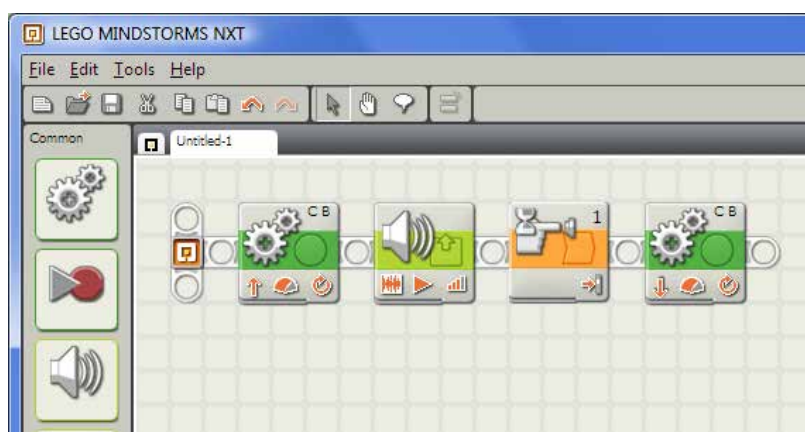 LEGO MINDSTORMS NXT
File Edit Tools Help
Common
Untitled-1
C B
1
C B